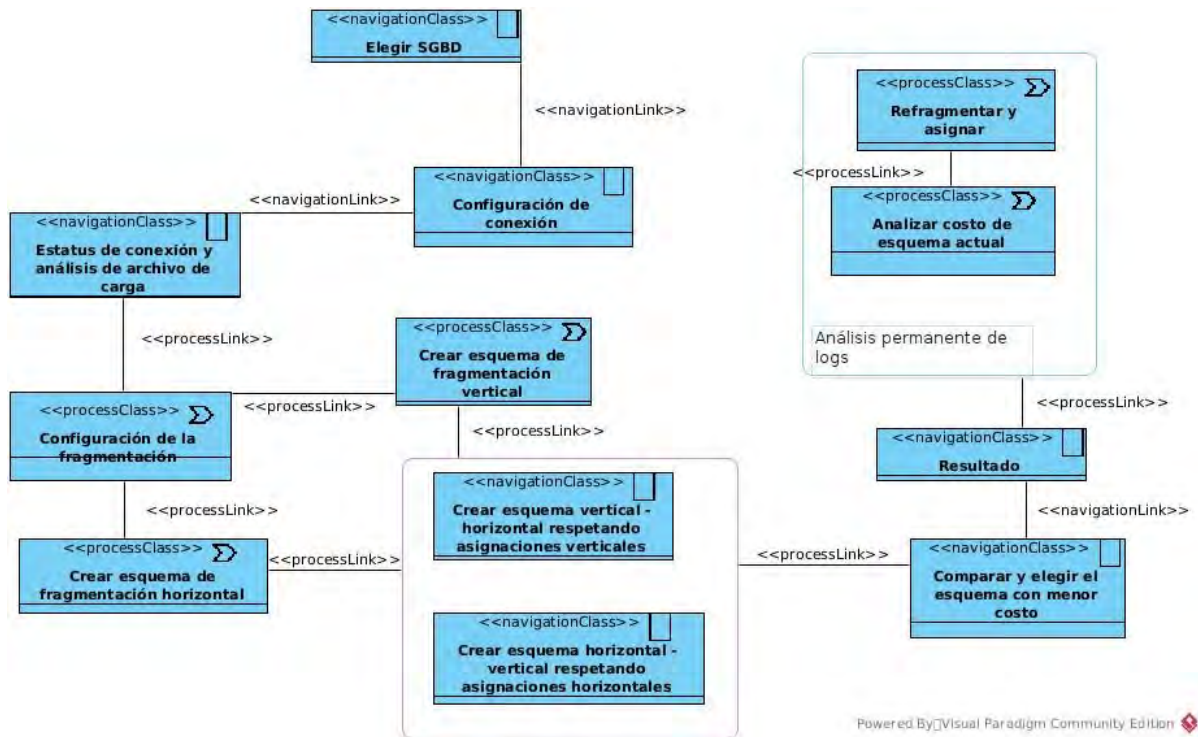 <<navigationClass>>
Elegir SGBD
<<navigationLink>>
<<navigationClass>>
Configuración de
conexión
<<navigationLink>>
<<navigationClass>>
Estatus de conexión y
análisis de archivo de
carga
<<processLink>>
<<processClass>>
Configuración de la
fragmentación
<<processLink>>
<<processClass>>
Crear esquema de
fragmentación
vertical
<<processLink>>
<<processLink>>
<<processClass>>
Crear esquema de
fragmentación horizontal
<<processLink>>
<<navigationClass>>
Crear esquema vertical -
horizontal respetando
asignaciones verticales
<<navigationClass>>
Crear esquema horizontal -
vertical respetando
asignaciones horizontales
<<processLink>>
<<navigationClass>>
Comparar y elegir el
esquema con menor
costo
<<navigationLink>>
<<navigationClass>>
Resultado
<<processLink>>
<<processClass>>
Refragmentar y
asignar
<<processLink>>
<<processClass>>
Analizar costo de
esquema actual
Análisis permanente de
logs
Powered By Visual Paradigm Community Edition